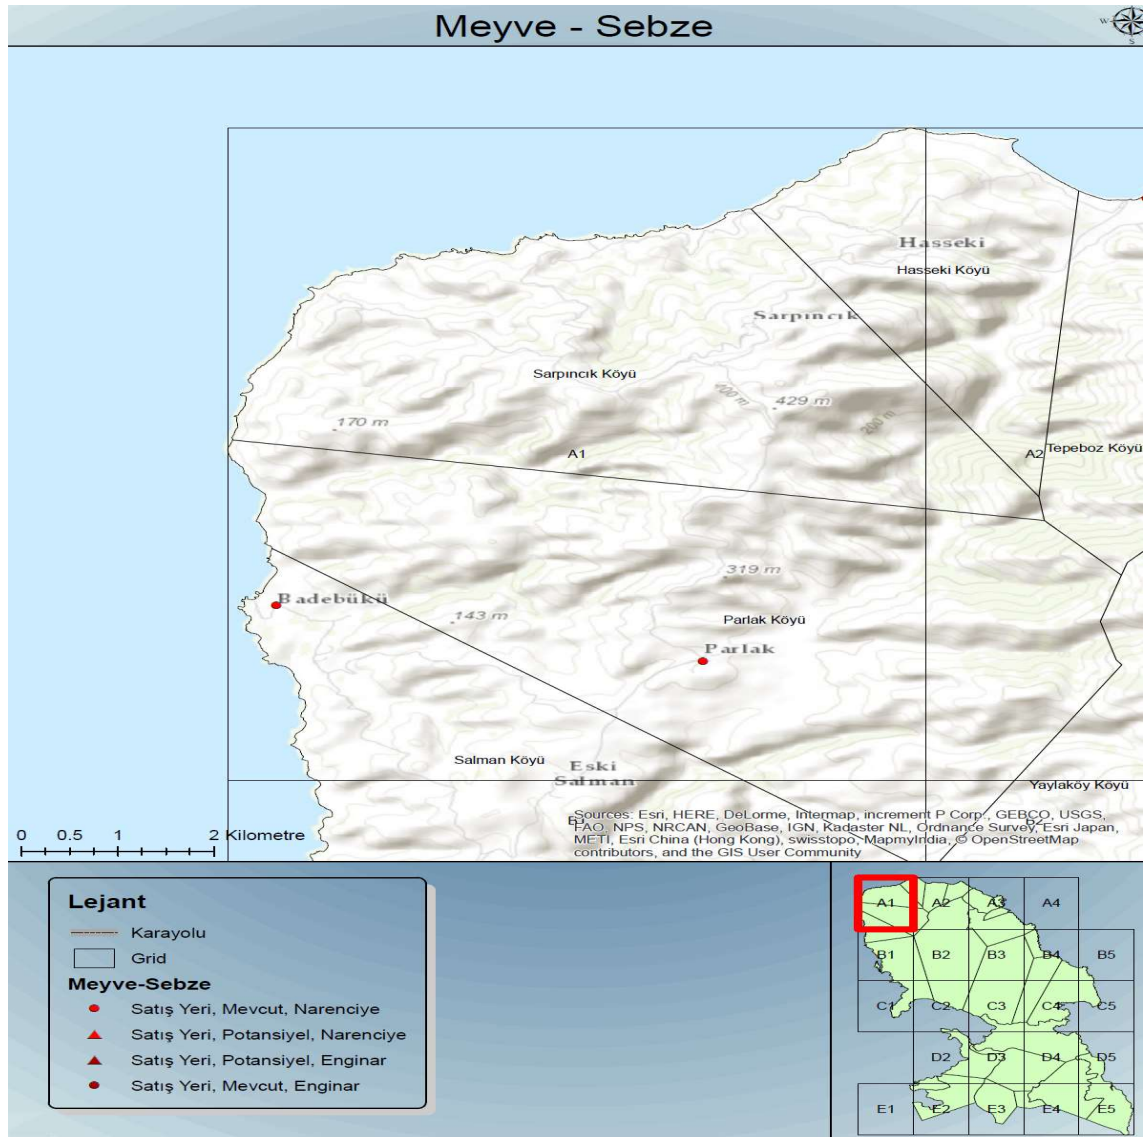 Meyve - Sebze
W
S
Hasseki
Hasseki Köyü
Sarpıncık
Sarpıncık Köyü
400 m
429 m
170 m
200 m
A1
A2
Tepeboz Köyü
319 m
Badebükü
143 m
Parlak Köyü
Parlak
Salman Köyü
Eski
Salman
Yaylaköy Köyü
B1
B2
0 0.5 1 2 Kilometre
Sources: Esri, HERE, DeLorme, Intermap, increment P Corp., GEBCO, USGS,
FAO, NPS, NRCAN, GeoBase, IGN, Kadaster NL, Ordnance Survey, Esri Japan,
METI, Esri China (Hong Kong), swisstopo, MapmyIndia, © OpenStreetMap
contributors, and the GIS User Community
Lejant
Karayolu
Grid
Meyve-Sebze
Satış Yeri, Mevcut, Narenciye
Satış Yeri, Potansiyel, Narenciye
Satış Yeri, Potansiyel, Enginar
Satış Yeri, Mevcut, Enginar
A1 A2 A3 A4
B1 B2 B3 B4 B5
C1 C2 C3 C4 C5
D2 D3 D4 D5
E1 E2 E3 E4 E5